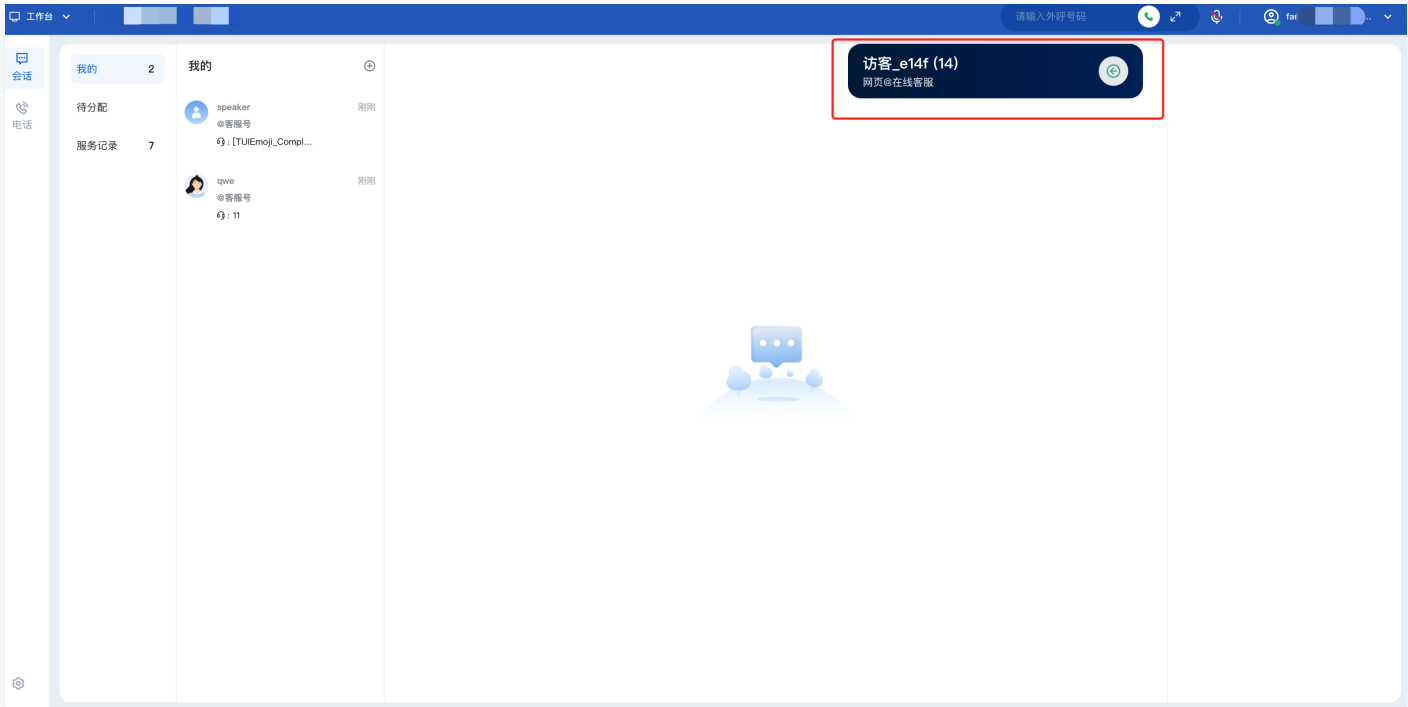 工作台
请输入外呼号码
会话
电话
我的 2
待分配
服务记录 7
我的
speaker 刚刚
@客服号
: [TUIEmoji_Compl...
qwe 刚刚
@客服号
: 11
访客_e14f (14)
网页@在线客服